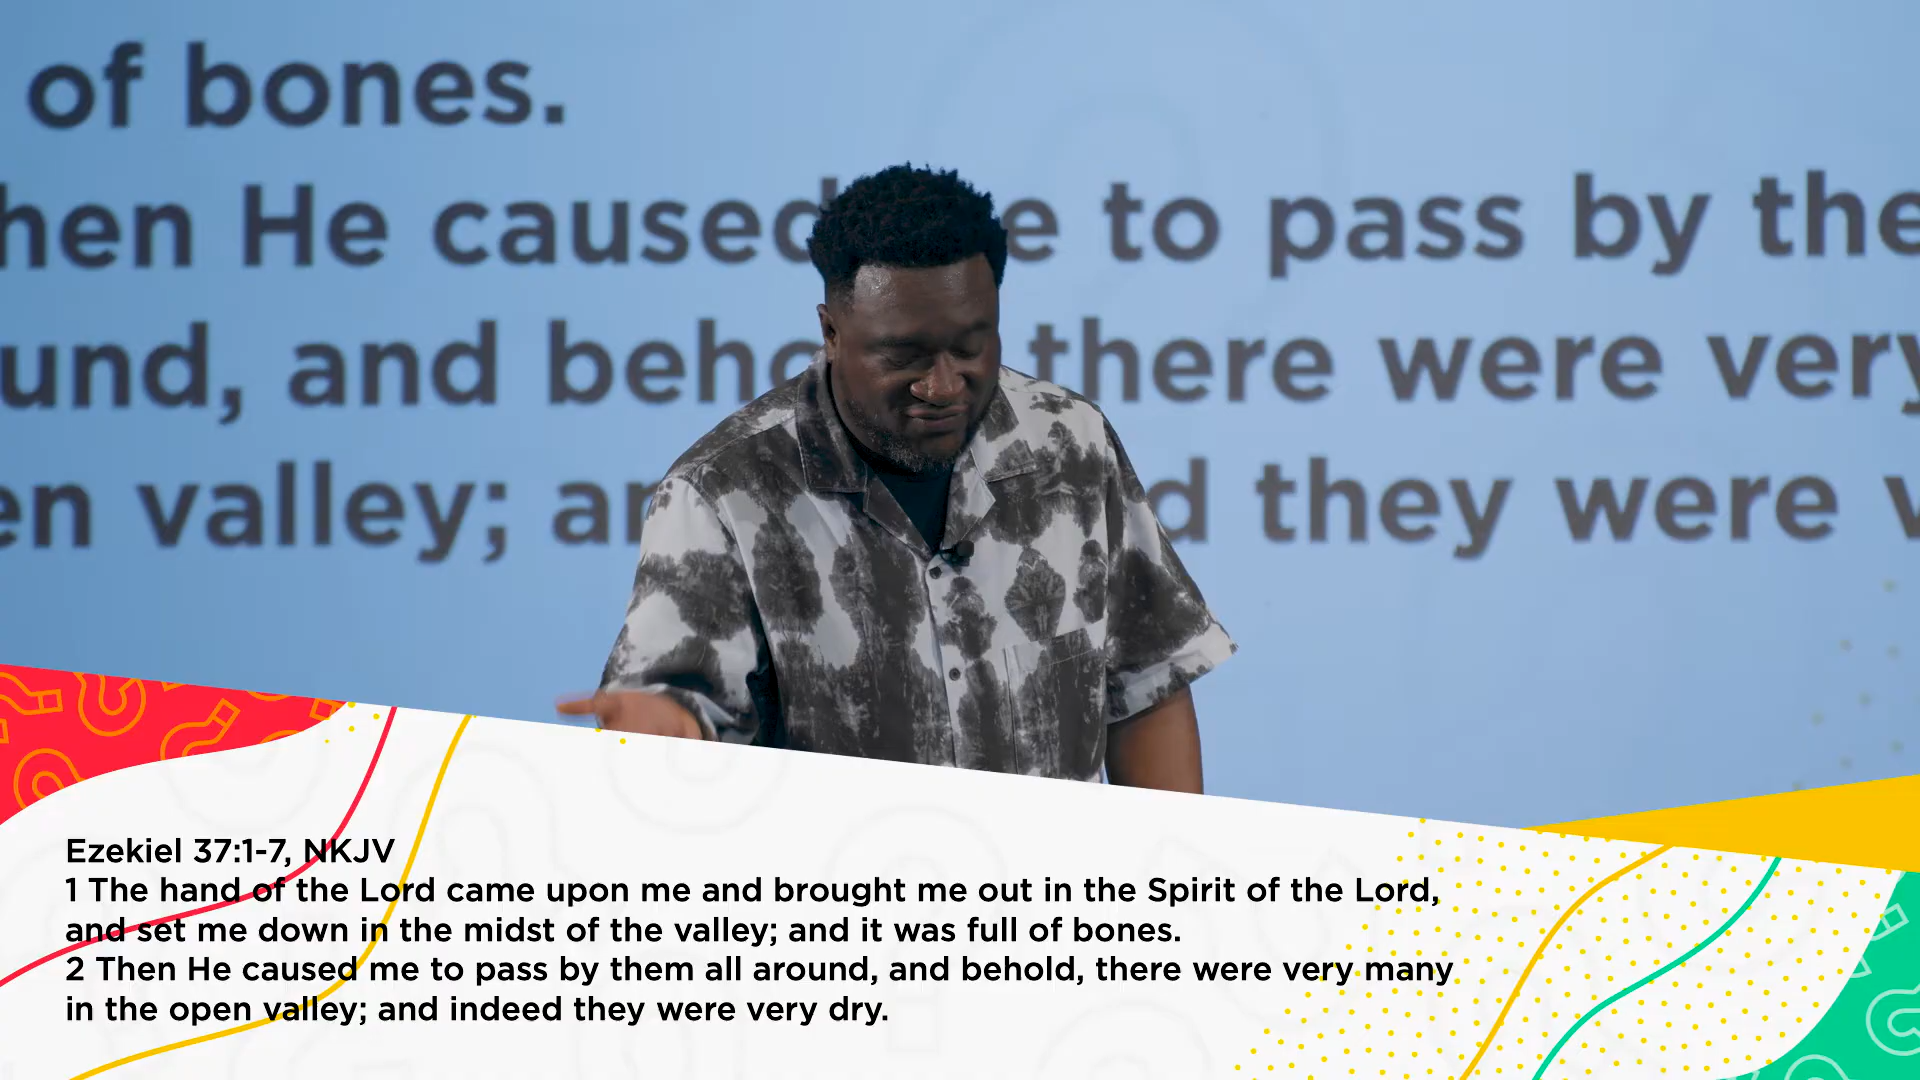 of bones.
hen He caused e to pass by the
und, and beho there were very
en valley; an d they were v
Ezekiel 37:1-7, NKJV
1 The hand of the Lord came upon me and brought me out in the Spirit of the Lord,
and set me down in the midst of the valley; and it was full of bones.
2 Then He caused me to pass by them all around, and behold, there were very many
in the open valley; and indeed they were very dry.